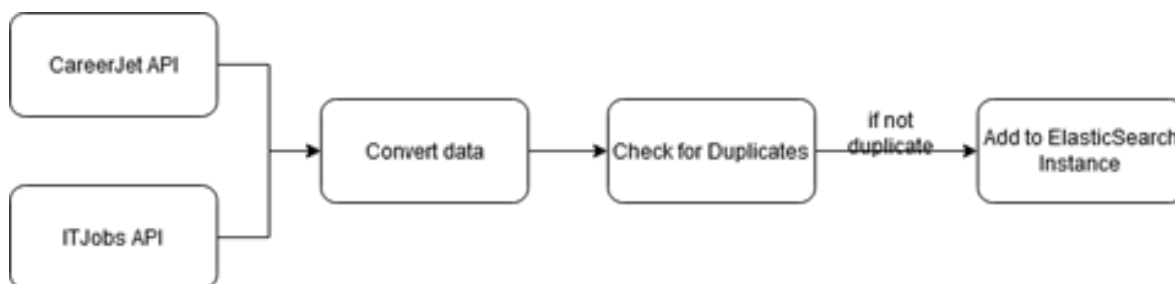 CareerJet API
ITJobs API
Convert data
Check for Duplicates
if not
duplicate
Add to ElasticSearch
Instance